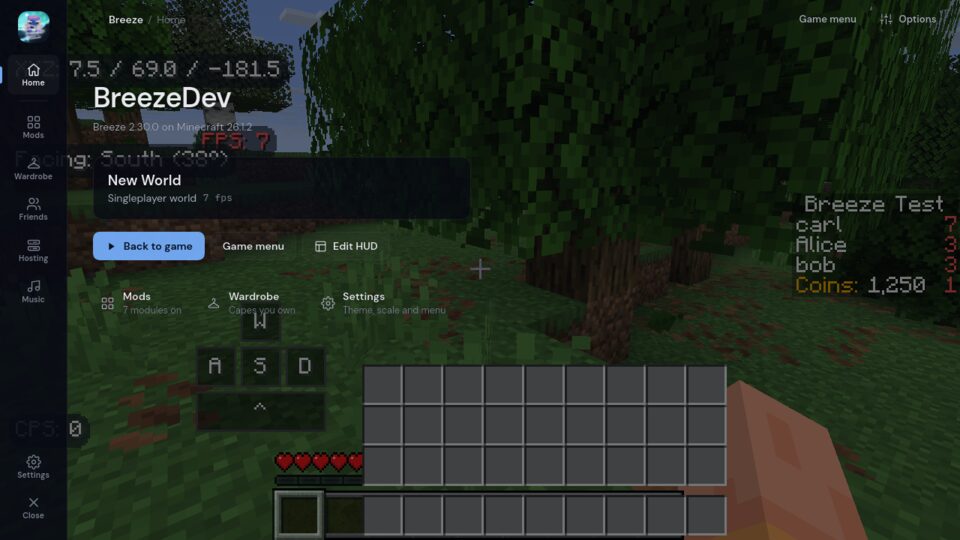 Breeze / Home
Game menu
Options
XYZ: 7.5 / 69.0 / -181.5
Home
BreezeDev
Breeze 2.30.0 on Minecraft 26.1.2
Mods
FPS: 7
Facing: South (38°)
Wardrobe
New World
Singleplayer world 7 fps
Friends
Breeze Test
carl 7
Alice 3
bob 3
Coins: 1,250 1
Hosting
Back to game
Game menu
Edit HUD
Music
Mods
7 modules on
Wardrobe
Capes you own
Settings
Theme, scale and menu
W
A S D
^
CPS: 0
Settings
Close